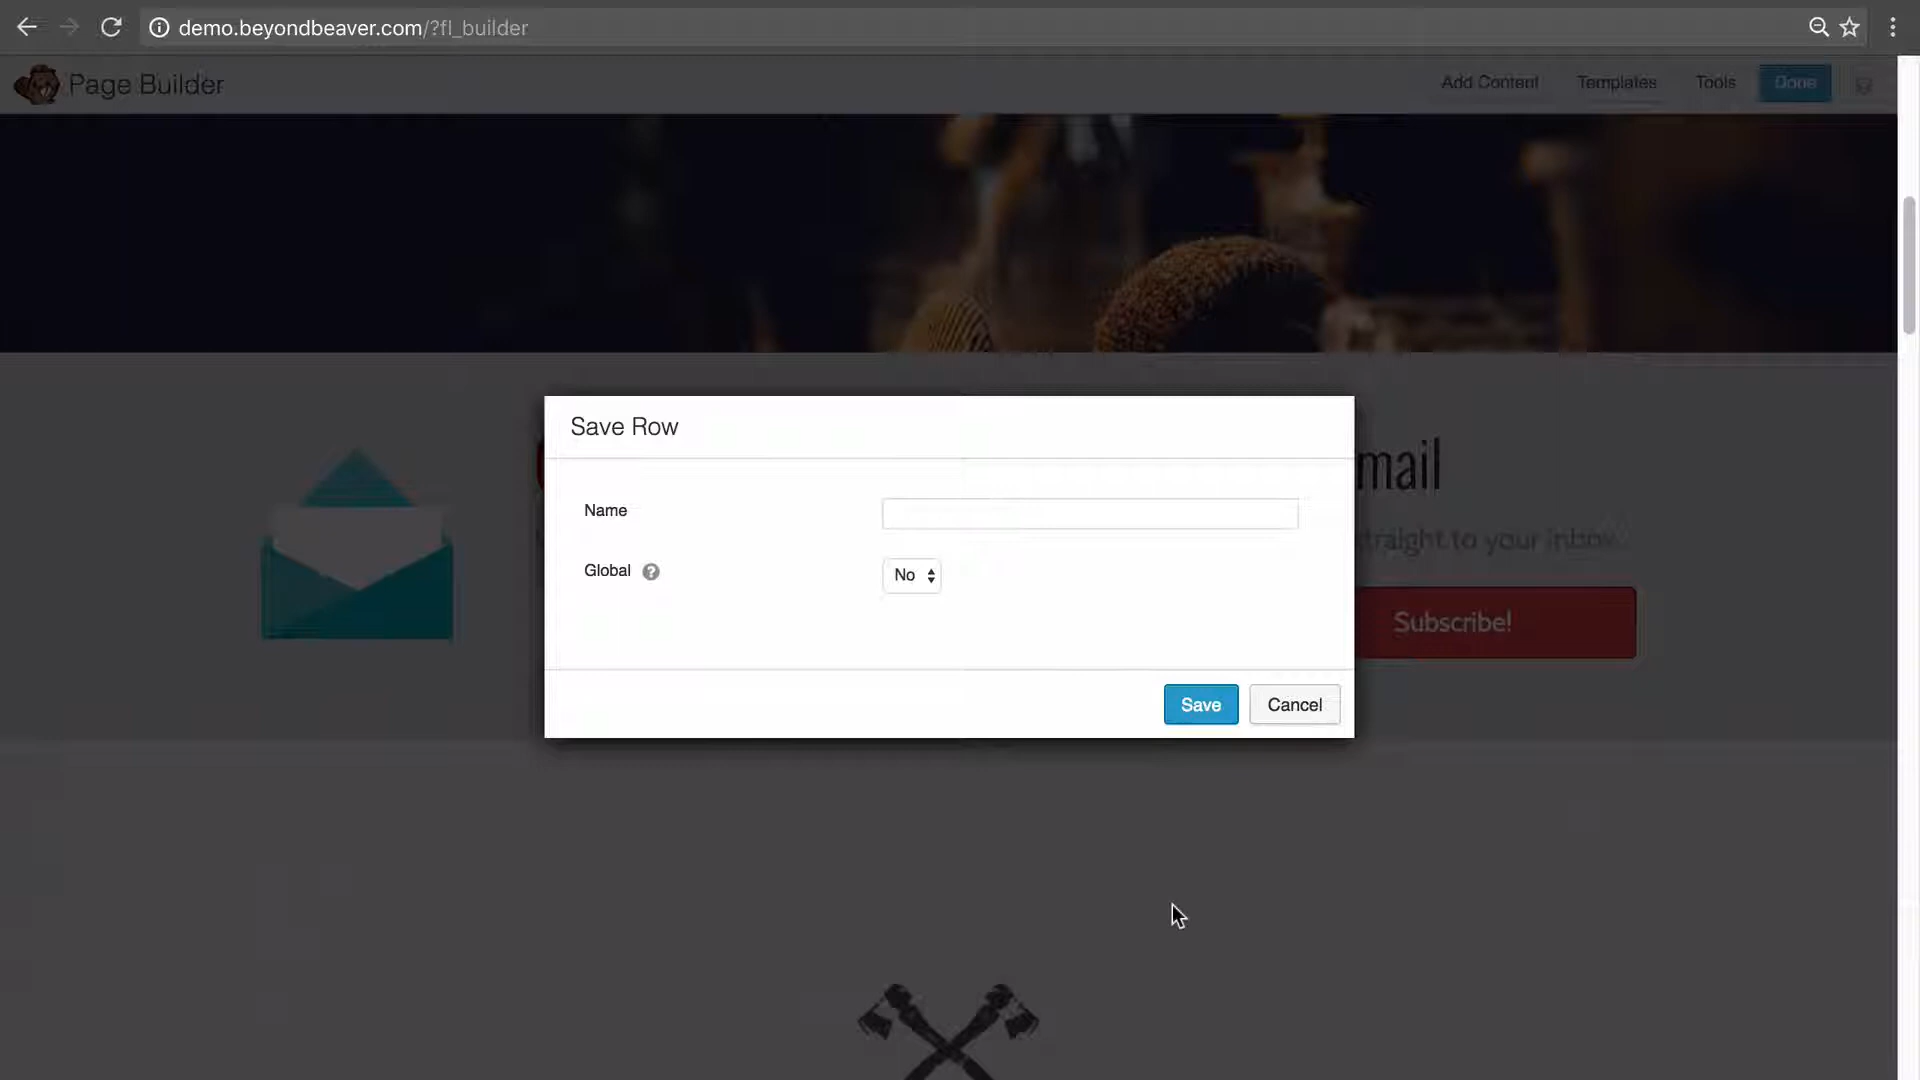 demo.beyondbeaver.com/?fl_builder
Page Builder
Add Content
Templates
Tools
Done
Save Row
Name
Global ?
No
mail
traight to your inbox.
Subscribe!
Save
Cancel